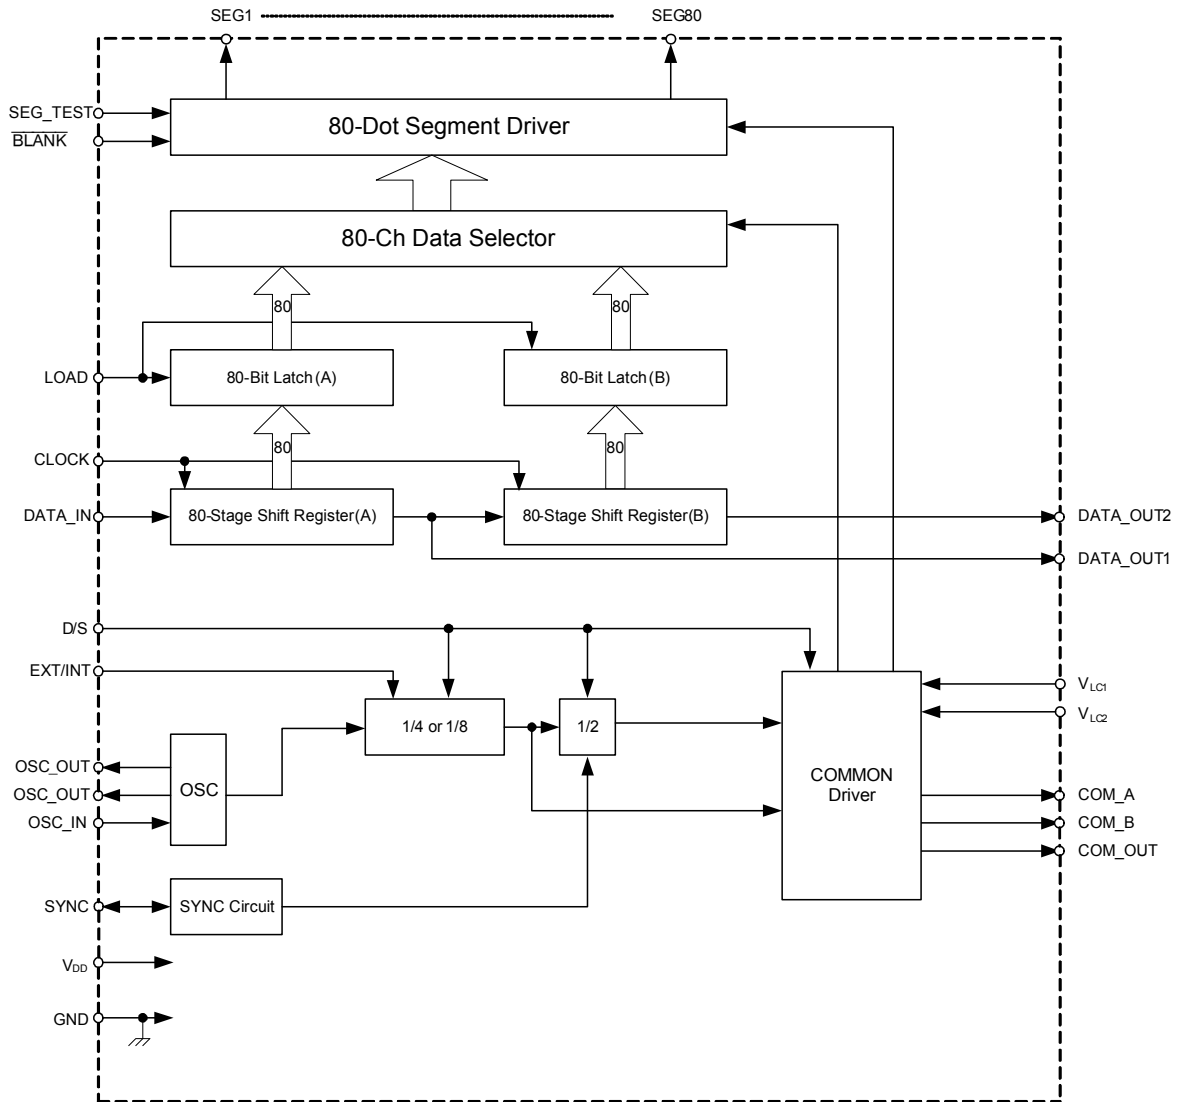 SEG1 SEG80
SEG_TEST
BLANK
80-Dot Segment Driver
80-Ch Data Selector
80 80
LOAD
80-Bit Latch(A) 80-Bit Latch(B)
80 80
CLOCK
DATA_IN
80-Stage Shift Register(A) 80-Stage Shift Register(B)
DATA_OUT2
DATA_OUT1
D/S
EXT/INT
VLC1
VLC2
1/4 or 1/8 1/2
OSC_OUT
OSC_OUT
OSC_IN
OSC
COMMON
Driver
COM_A
COM_B
COM_OUT
SYNC
SYNC Circuit
VDD
GND